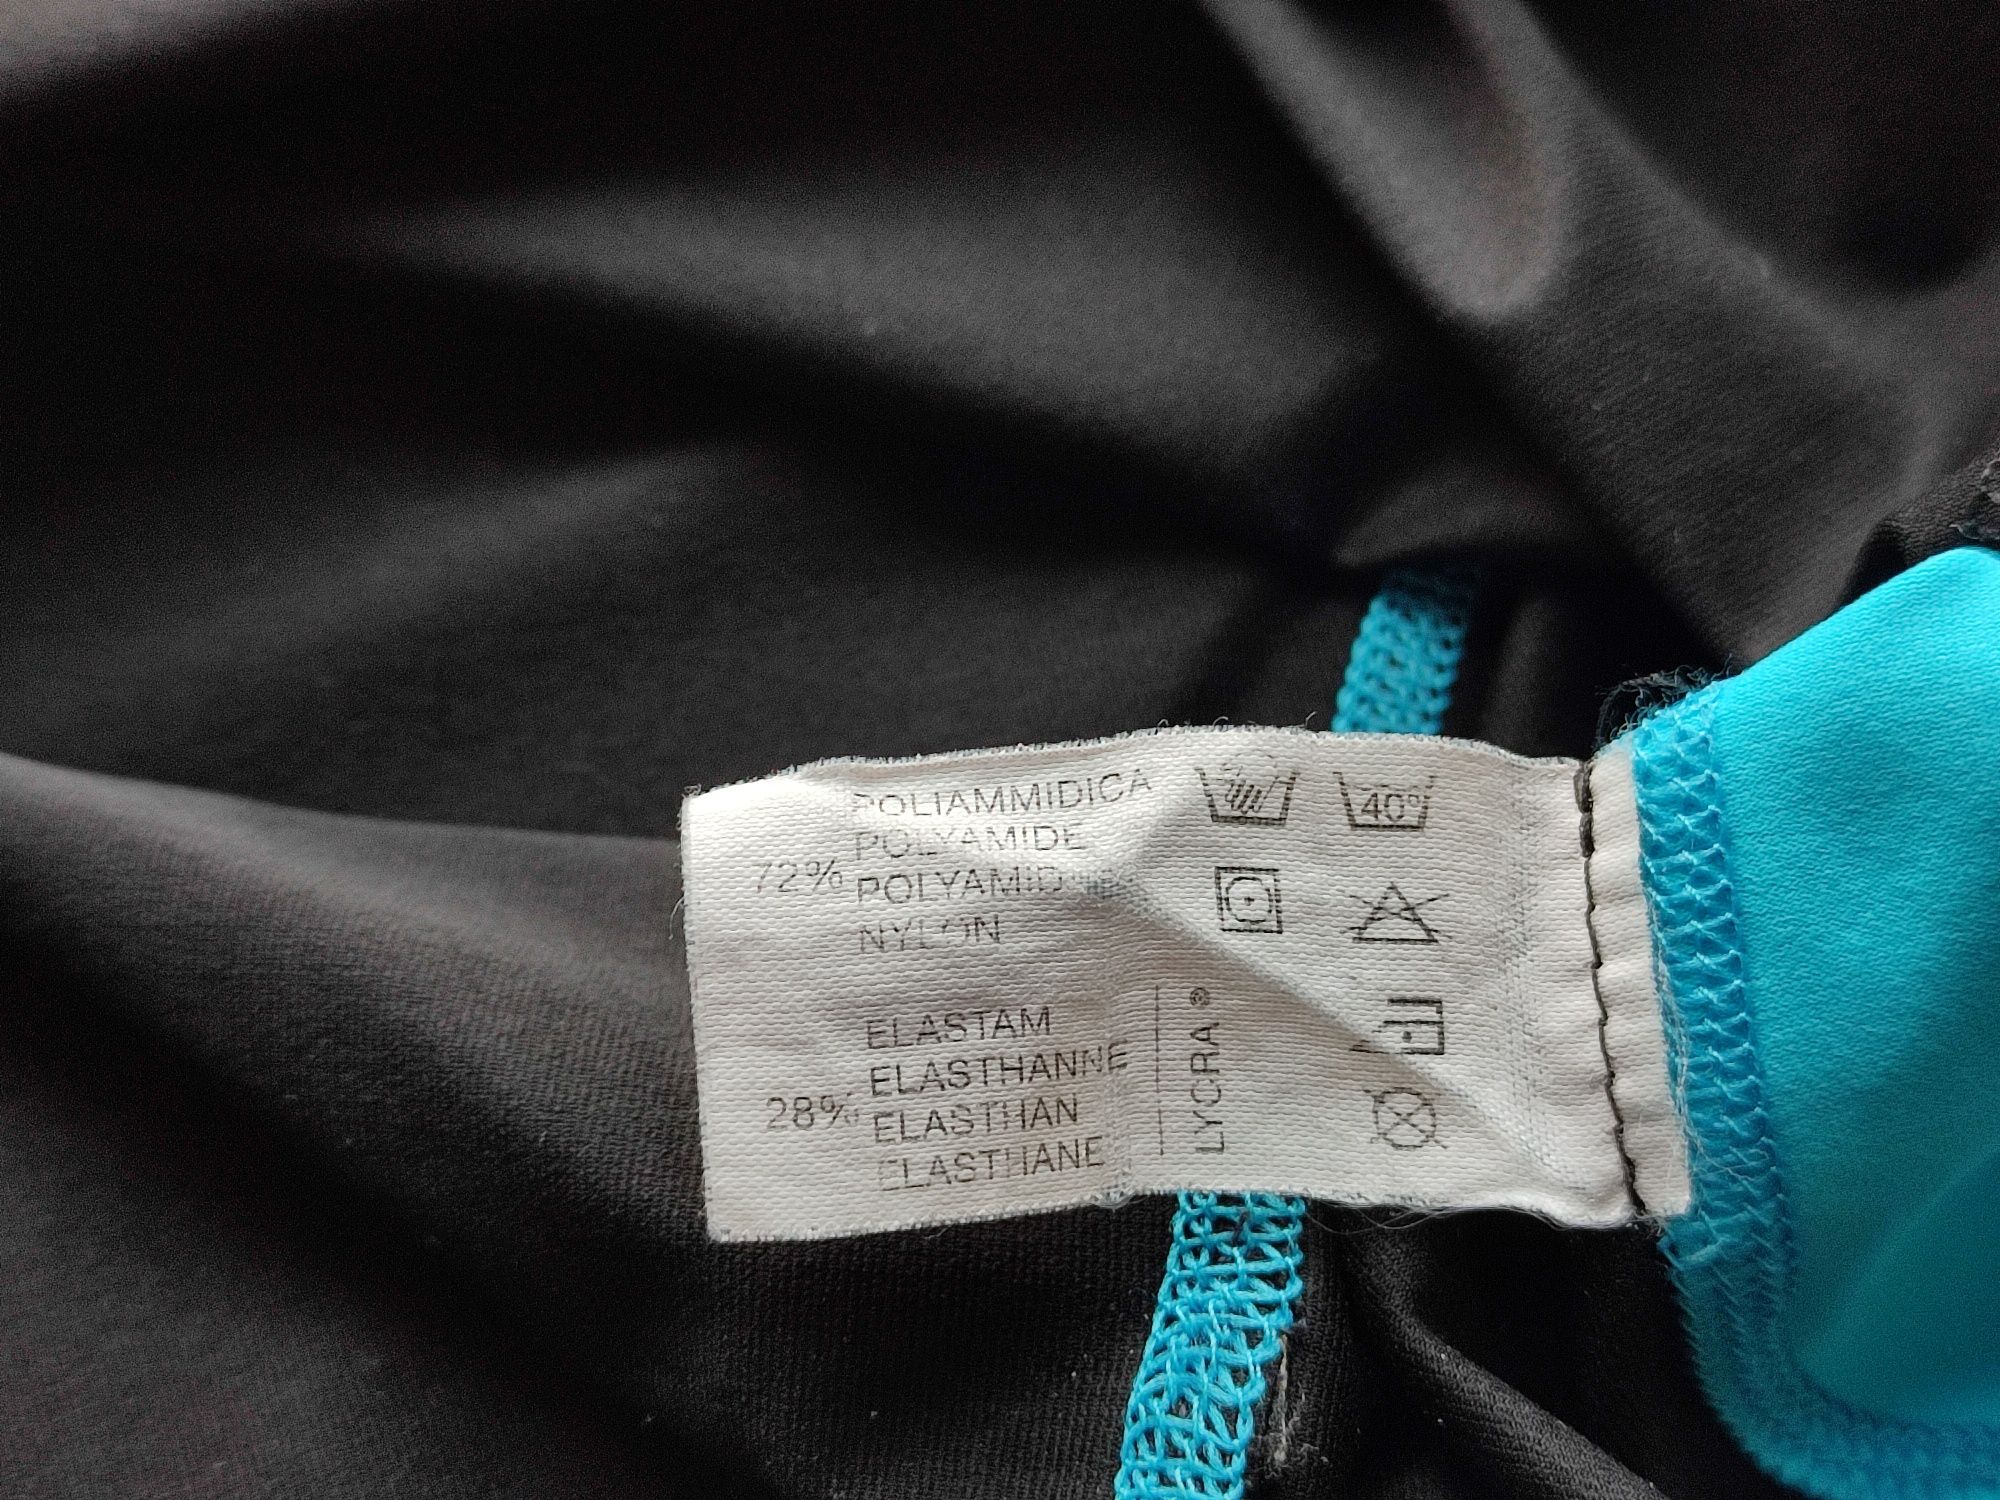 POLIAMMIDICA
POLYAMIDE
72% POLYAMID
NYLON
ELASTAM
ELASTHANNE
28% ELASTHAN
ELASTHANE
LYCRA®
40°